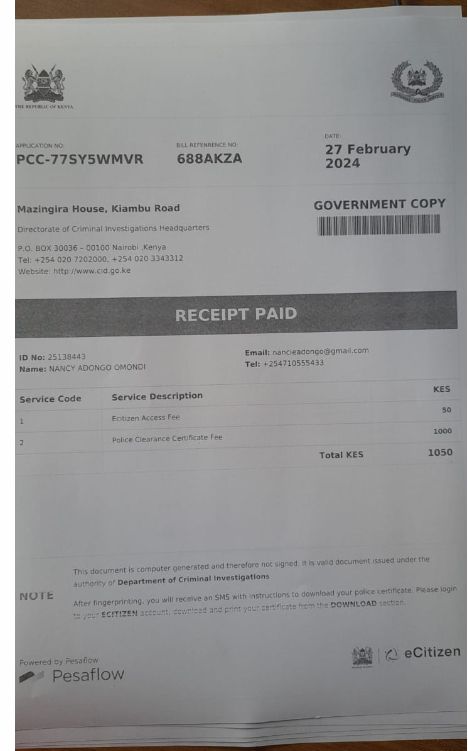 THE REPUBLIC OF KENYA
APPLICATION NO:
PCC-77SY5WMVR
BILL REFERENCE NO:
688AKZA
DATE:
27 February
2024
Mazingira House, Kiambu Road
GOVERNMENT COPY
Directorate of Criminal Investigations Headquarters
P.O. BOX 30036 – 00100 Nairobi ,Kenya
Tel: +254 020 7202000, +254 020 3343312
Website: http://www.cid.go.ke
RECEIPT PAID
ID No: 25138443
Name: NANCY ADONGO OMONDI
Email: nancieadongo@gmail.com
Tel: +254710555433
Service Code Service Description KES
1 Ecitizen Access Fee 50
2 Police Clearance Certificate Fee 1000
Total KES 1050
NOTE
This document is computer generated and therefore not signed. It is valid document issued under the
authority of Department of Criminal Investigations
After fingerprinting, you will receive an SMS with instructions to download your police certificate. Please login
to your ECITIZEN account, download and print your certificate from the DOWNLOAD section.
Powered by Pesaflow
Pesaflow
eCitizen